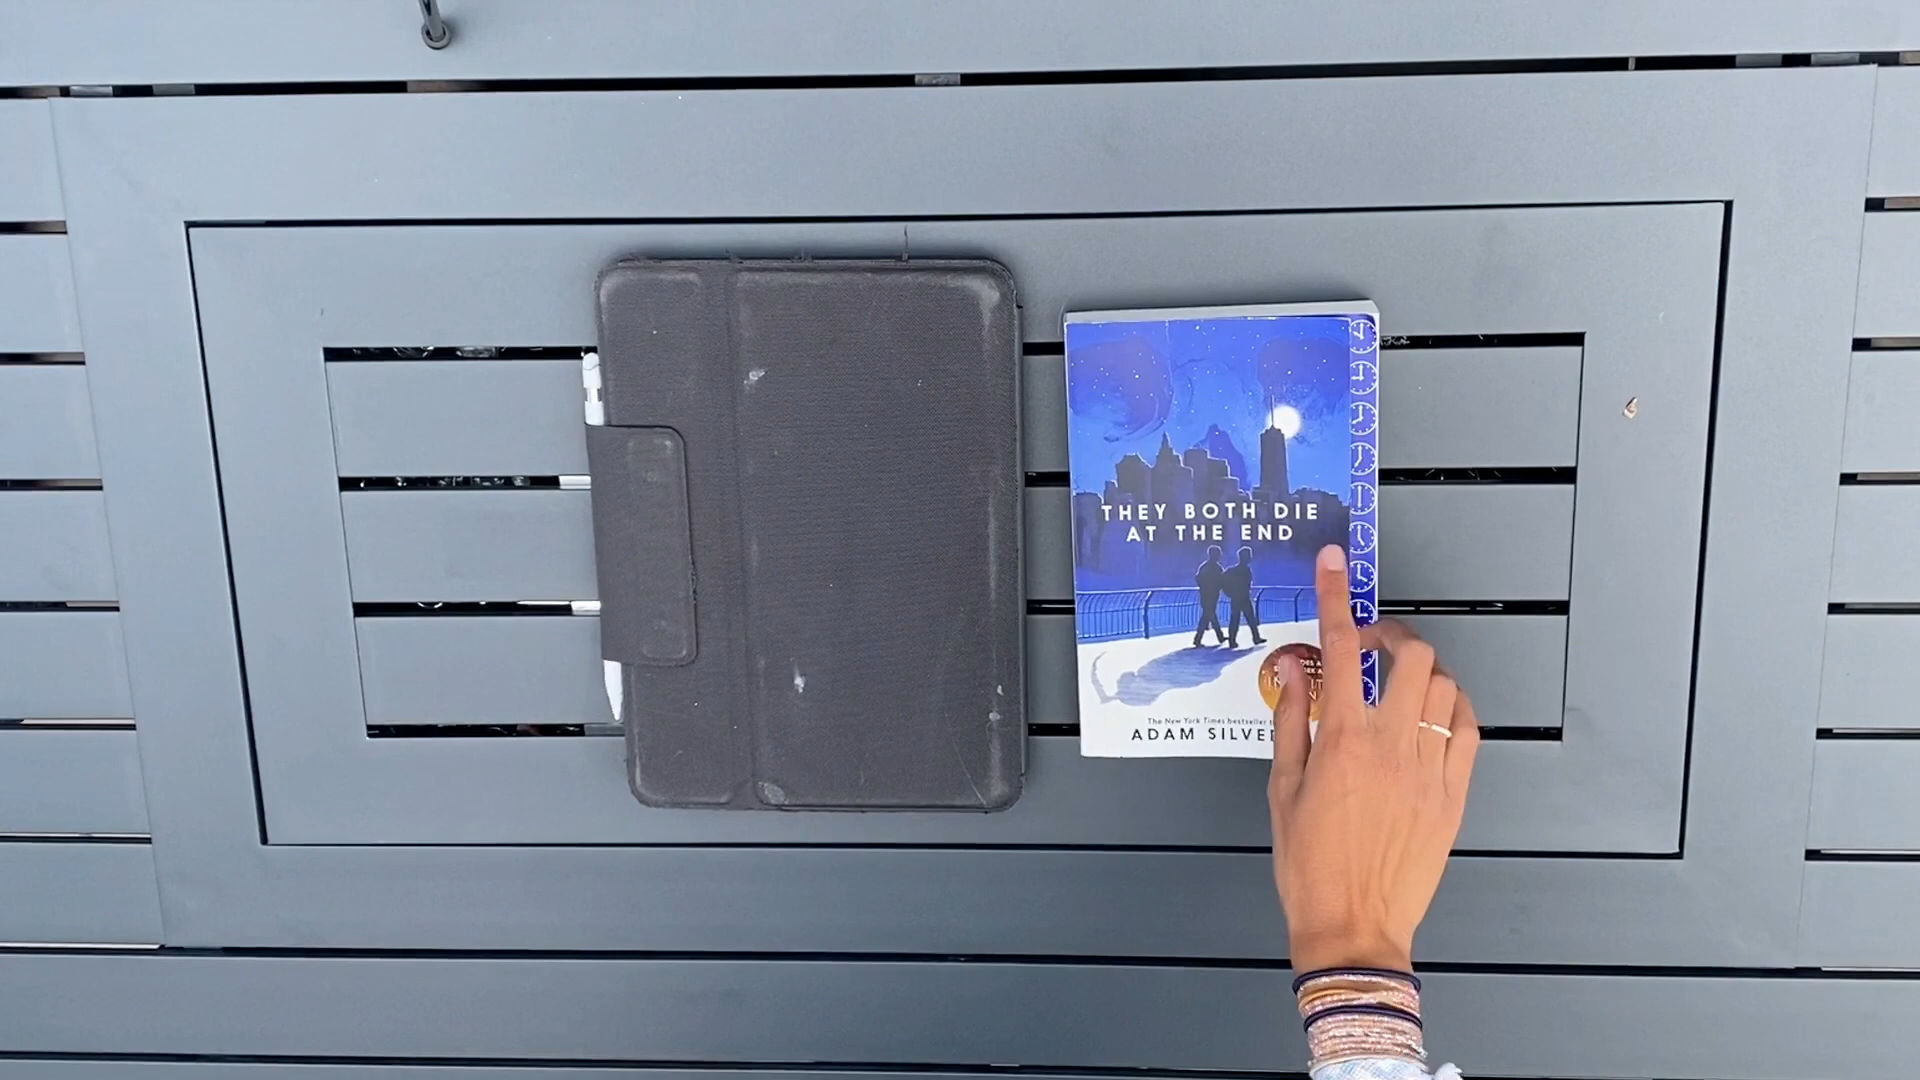 THEY BOTH DIE
AT THE END
The New York Times bestseller
ADAM SILVE